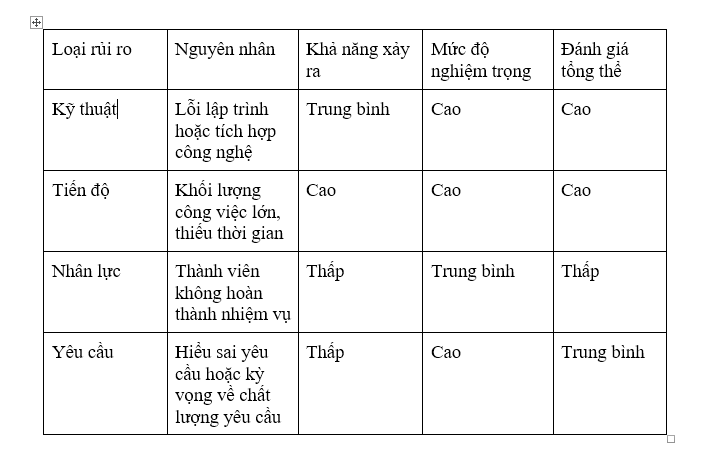 Loại rủi ro
Nguyên nhân
Khả năng xảy
ra
Mức độ
nghiêm trọng
Đánh giá
tổng thể
Kỹ thuật
Lỗi lập trình
hoặc tích hợp
công nghệ
Trung bình
Cao
Cao
Tiến độ
Khối lượng
công việc lớn,
thiếu thời gian
Cao
Cao
Cao
Nhân lực
Thành viên
không hoàn
thành nhiệm vụ
Thấp
Trung bình
Thấp
Yêu cầu
Hiểu sai yêu
cầu hoặc kỳ
vọng về chất
lượng yêu cầu
Thấp
Cao
Trung bình